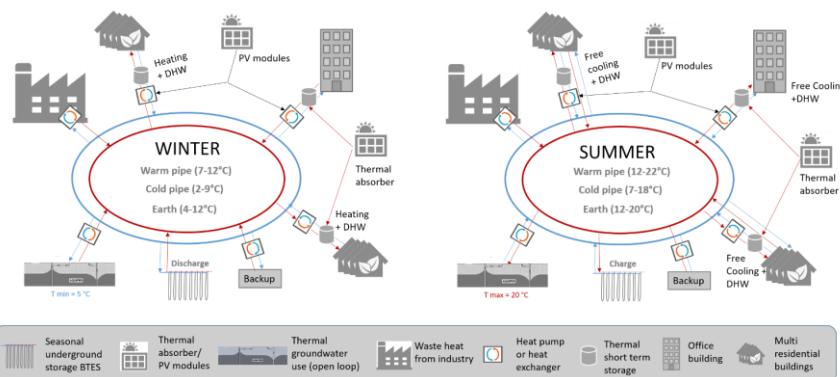 Heating
+ DHW
PV modules
WINTER
Warm pipe (7-12°C)
Cold pipe (2-9°C)
Earth (4-12°C)
Thermal
absorber
Heating
+ DHW
Discharge
Backup
T min = 5 °C
Free
cooling
+ DHW
PV modules
Free Coolin
+DHW
SUMMER
Warm pipe (12-22°C)
Cold pipe (7-18°C)
Earth (12-20°C)
Thermal
absorber
Free
Cooling +
DHW
Charge
Backup
T max = 20 °C
Seasonal
underground
storage BTES
Thermal
absorber/
PV modules
Thermal
groundwater
use (open loop)
Waste heat
from industry
Heat pump
or heat
exchanger
Thermal
short term
storage
Office
building
Multi
residential
buildings